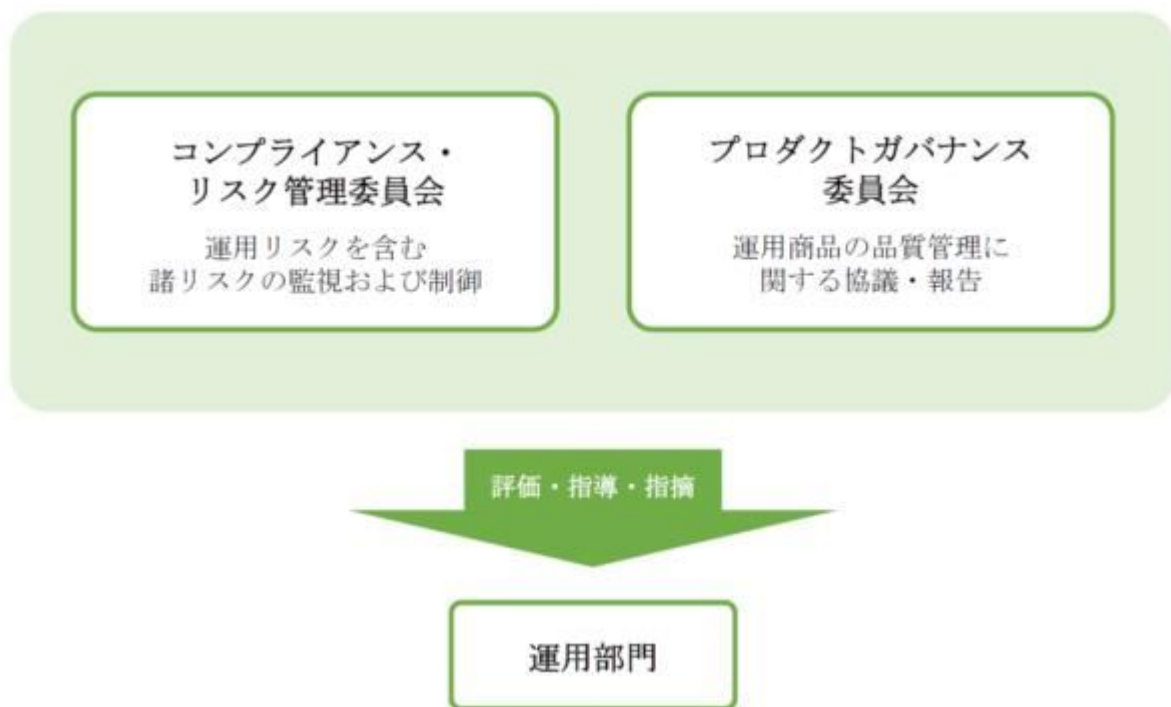 コンプライアンス・
リスク管理委員会
運用リスクを含む
諸リスクの監視および制御
プロダクトガバナンス
委員会
運用商品の品質管理に
関する協議・報告
評価・指導・指摘
運用部門